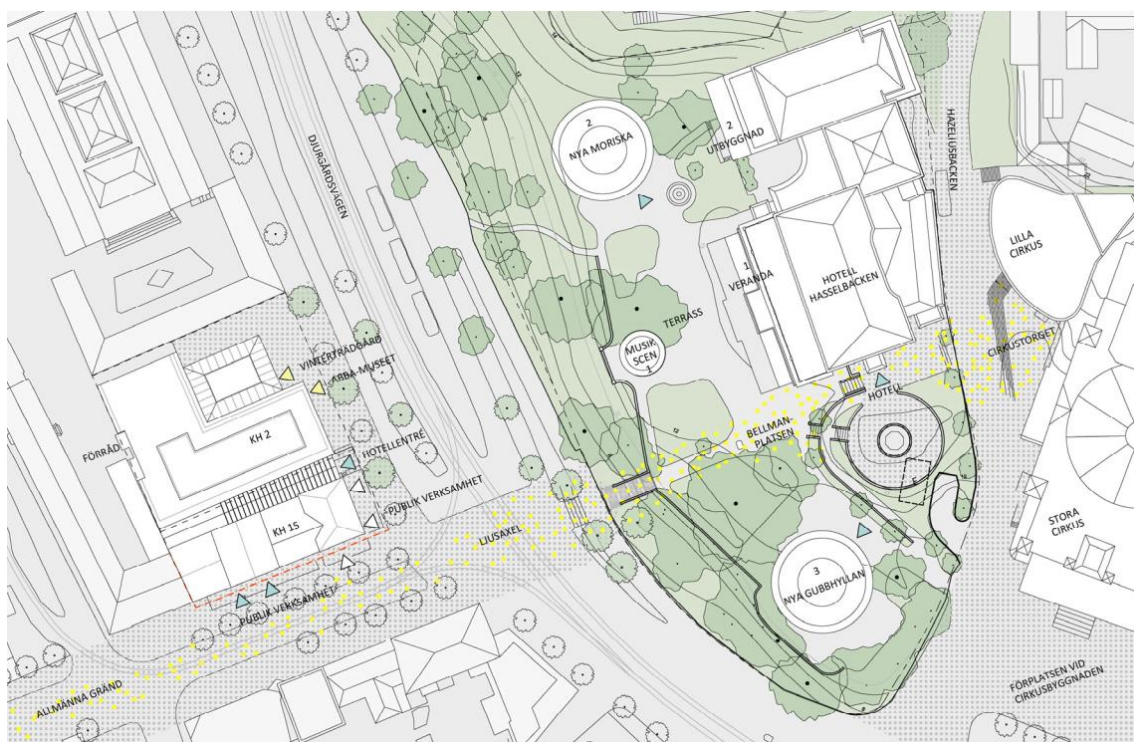 DJURGÅRDSVÄGEN
2
NYA MORISKA
2
UTBYGGNAD
HAZELIUSBACKEN
LILLA
CIRKUS
1
VERANDA
HOTELL
HASSELBACKEN
TERRASS
MUSIK
SCEN
1
CIRKUSTORGET
VINTERTRÄDGÅRD
ABBA-MUSEET
HOTELL
BELLMAN-
PLATSEN
KH 2
FÖRRÅD
HOTELLENTRÉ
PUBLIK VERKSAMHET
KH 15
LJUSAXEL
STORA
CIRKUS
3
NYA GUBBHYLLAN
PUBLIK VERKSAMHET
ALLMÄNNA GRÄND
FÖRPLATSEN VID
CIRKUSBYGGNADEN